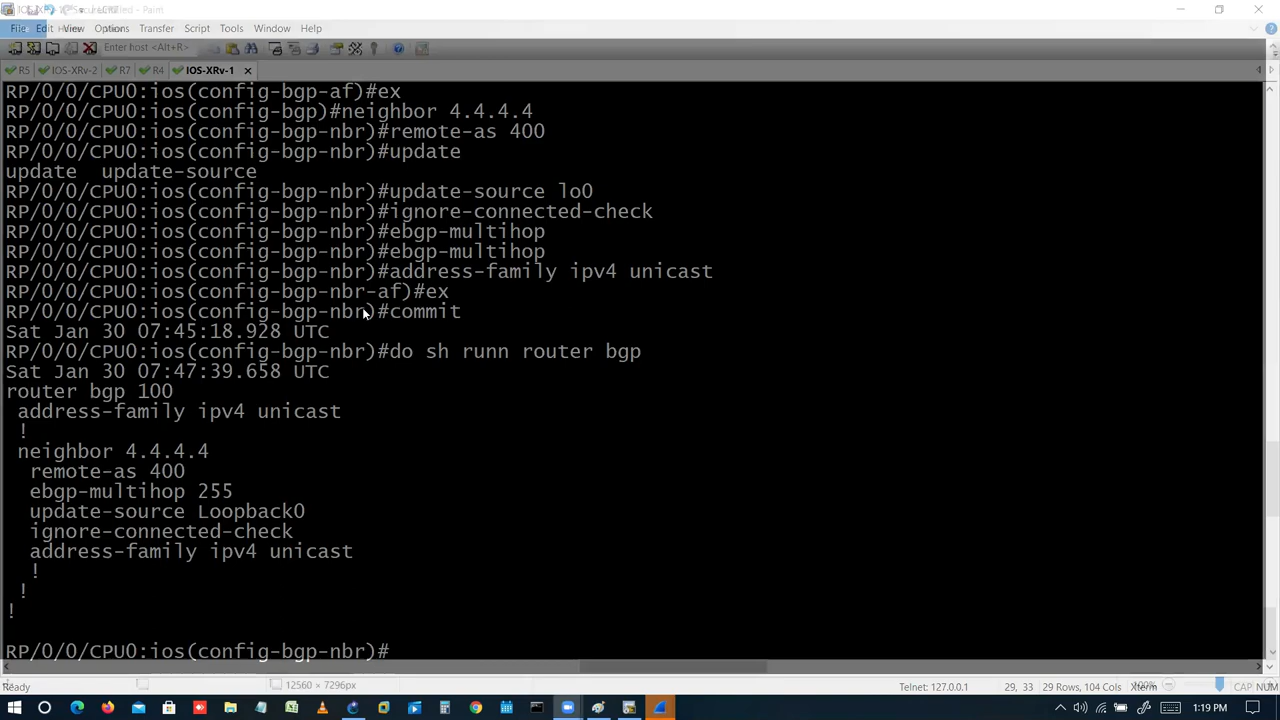 File Edit View Options Transfer Script Tools Window Help
Enter host <Alt+R>
R5 IOS-XRv-2 R7 R4 IOS-XRv-1
RP/0/0/CPU0:ios(config-bgp-af)#ex
RP/0/0/CPU0:ios(config-bgp)#neighbor 4.4.4.4
RP/0/0/CPU0:ios(config-bgp-nbr)#remote-as 400
RP/0/0/CPU0:ios(config-bgp-nbr)#update
update  update-source
RP/0/0/CPU0:ios(config-bgp-nbr)#update-source lo0
RP/0/0/CPU0:ios(config-bgp-nbr)#ignore-connected-check
RP/0/0/CPU0:ios(config-bgp-nbr)#ebgp-multihop
RP/0/0/CPU0:ios(config-bgp-nbr)#ebgp-multihop
RP/0/0/CPU0:ios(config-bgp-nbr)#address-family ipv4 unicast
RP/0/0/CPU0:ios(config-bgp-nbr-af)#ex
RP/0/0/CPU0:ios(config-bgp-nbr)#commit
Sat Jan 30 07:45:18.928 UTC
RP/0/0/CPU0:ios(config-bgp-nbr)#do sh runn router bgp
Sat Jan 30 07:47:39.658 UTC
router bgp 100
address-family ipv4 unicast
!
neighbor 4.4.4.4
remote-as 400
ebgp-multihop 255
update-source Loopback0
ignore-connected-check
address-family ipv4 unicast
!
!
!
RP/0/0/CPU0:ios(config-bgp-nbr)#
Ready 12560 × 7296px Telnet: 127.0.0.1 29, 33 29 Rows, 104 Cols Xterm 100% CAP NUM
1:19 PM